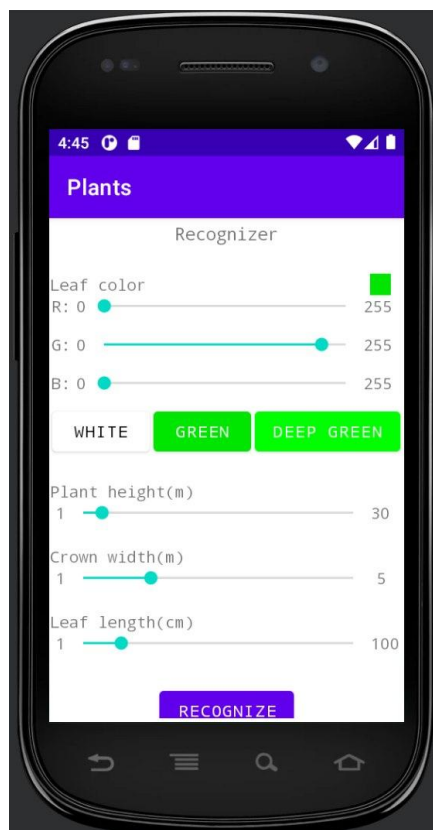 4:45
Plants
Recognizer
Leaf color
R: 0 255
G: 0 255
B: 0 255
WHITE GREEN DEEP GREEN
Plant height(m)
1 30
Crown width(m)
1 5
Leaf length(cm)
1 100
RECOGNIZE